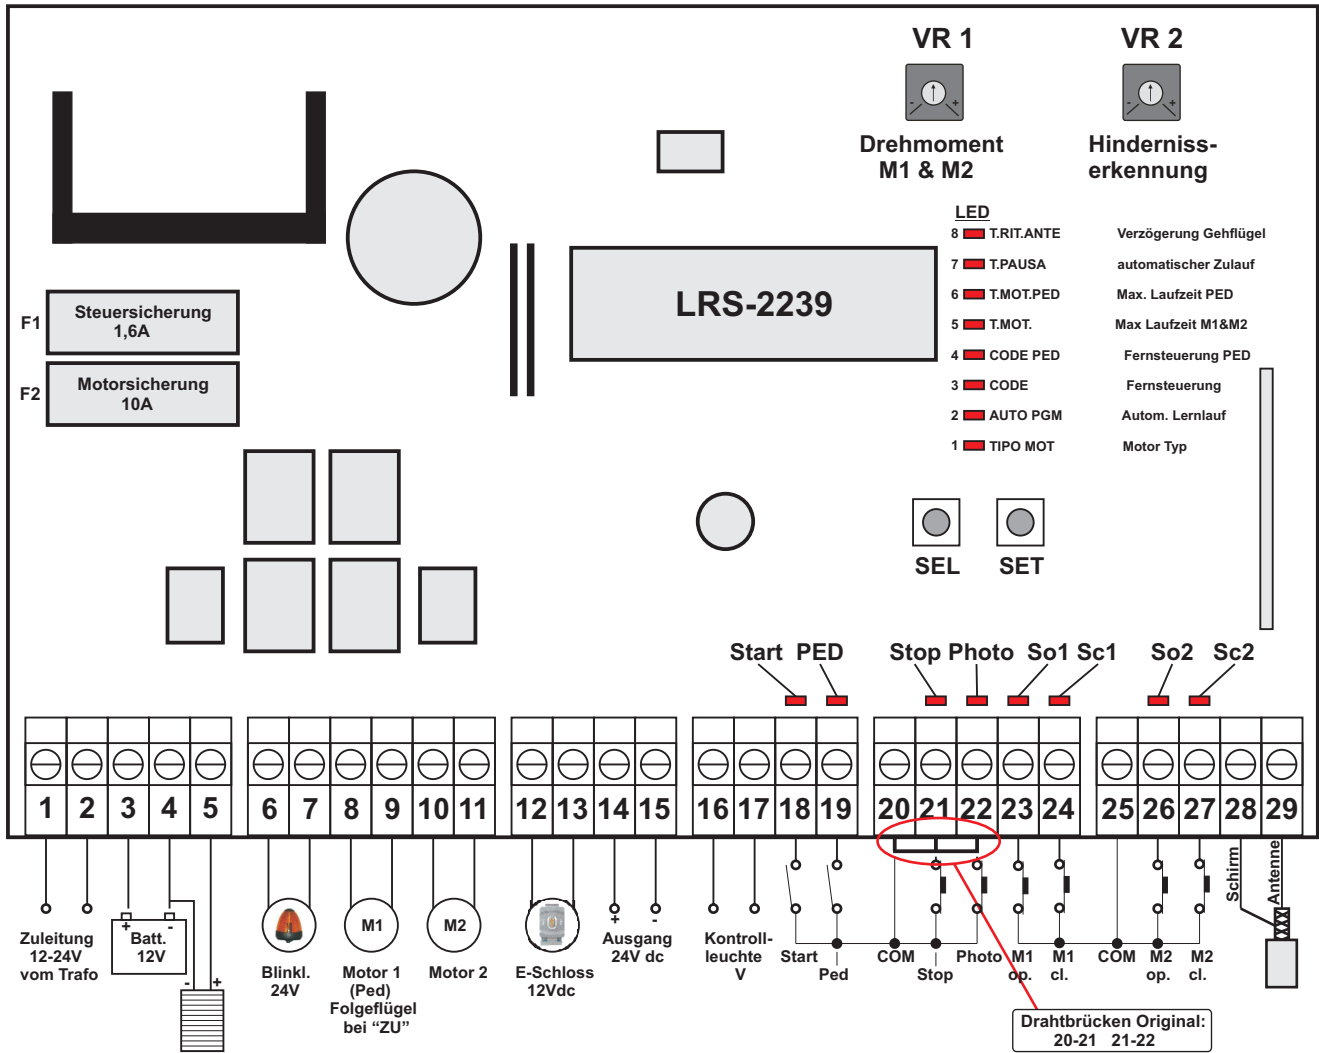 VR 1 VR 2
- + - +
Drehmoment
M1 & M2
Hinderniss-
erkennung
LED
8 T.RIT.ANTE Verzögerung Gehflügel
7 T.PAUSA automatischer Zulauf
6 T.MOT.PED Max. Laufzeit PED
5 T.MOT. Max Laufzeit M1&M2
4 CODE PED Fernsteuerung PED
3 CODE Fernsteuerung
2 AUTO PGM Autom. Lernlauf
1 TIPO MOT Motor Typ
LRS-2239
F1 Steuersicherung
1,6A
F2 Motorsicherung
10A
SEL SET
Start PED Stop Photo So1 Sc1 So2 Sc2
1 2 3 4 5 6 7 8 9 10 11 12 13 14 15 16 17 18 19 20 21 22 23 24 25 26 27 28 29
Zuleitung
12-24V
vom Trafo
+ -
Batt.
12V
- +
Blinkl.
24V
M1
Motor 1
(Ped)
Folgeflügel
bei “ZU”
M2
Motor 2
E-Schloss
12Vdc
+ -
Ausgang
24V dc
Kontroll-
leuchte
V
Start
Ped
COM
Stop
Photo
M1
op.
M1
cl.
COM
M2
op.
M2
cl.
Schirm
Antenne
Drahtbrücken Original:
20-21 21-22